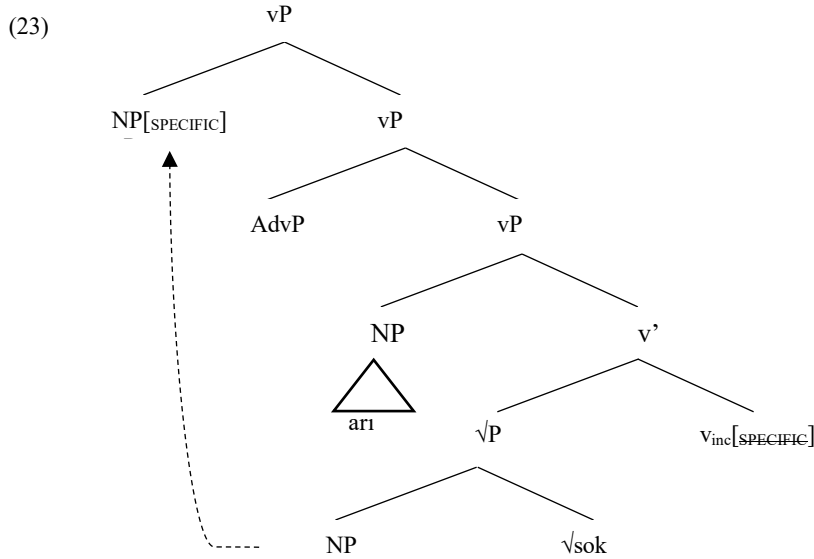 (23)
vP
NP[SPECIFIC] vP
AdvP vP
NP v’
arı
√P vinc[SPECIFIC]
NP √sok